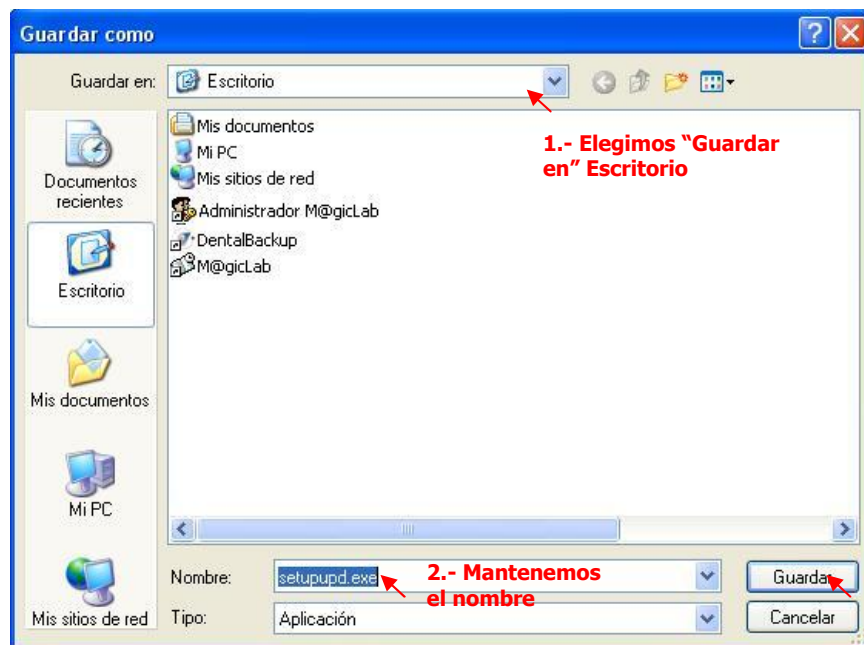 Guardar como
Guardar en:
Escritorio
1.- Elegimos “Guardar
en” Escritorio
Documentos
recientes
Escritorio
Mis documentos
Mi PC
Mis sitios de red
Mis documentos
Mi PC
Mis sitios de red
Administrador M@gicLab
DentalBackup
M@gicLab
Nombre:
setupupd.exe
2.- Mantenemos
el nombre
Guardar
Tipo:
Aplicación
Cancelar